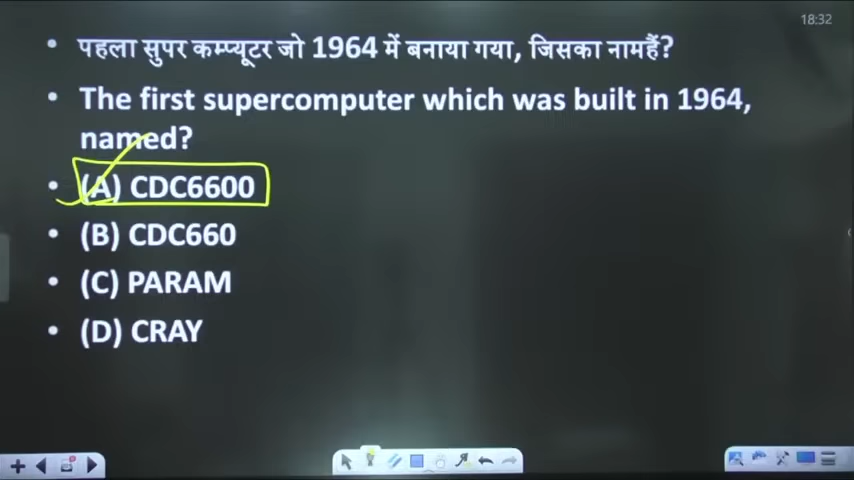 18:32
• पहला सुपर कम्प्यूटर जो 1964 में बनाया गया, जिसका नामहैं?
• The first supercomputer which was built in 1964,
named?
• (A) CDC6600
• (B) CDC660
• (C) PARAM
• (D) CRAY